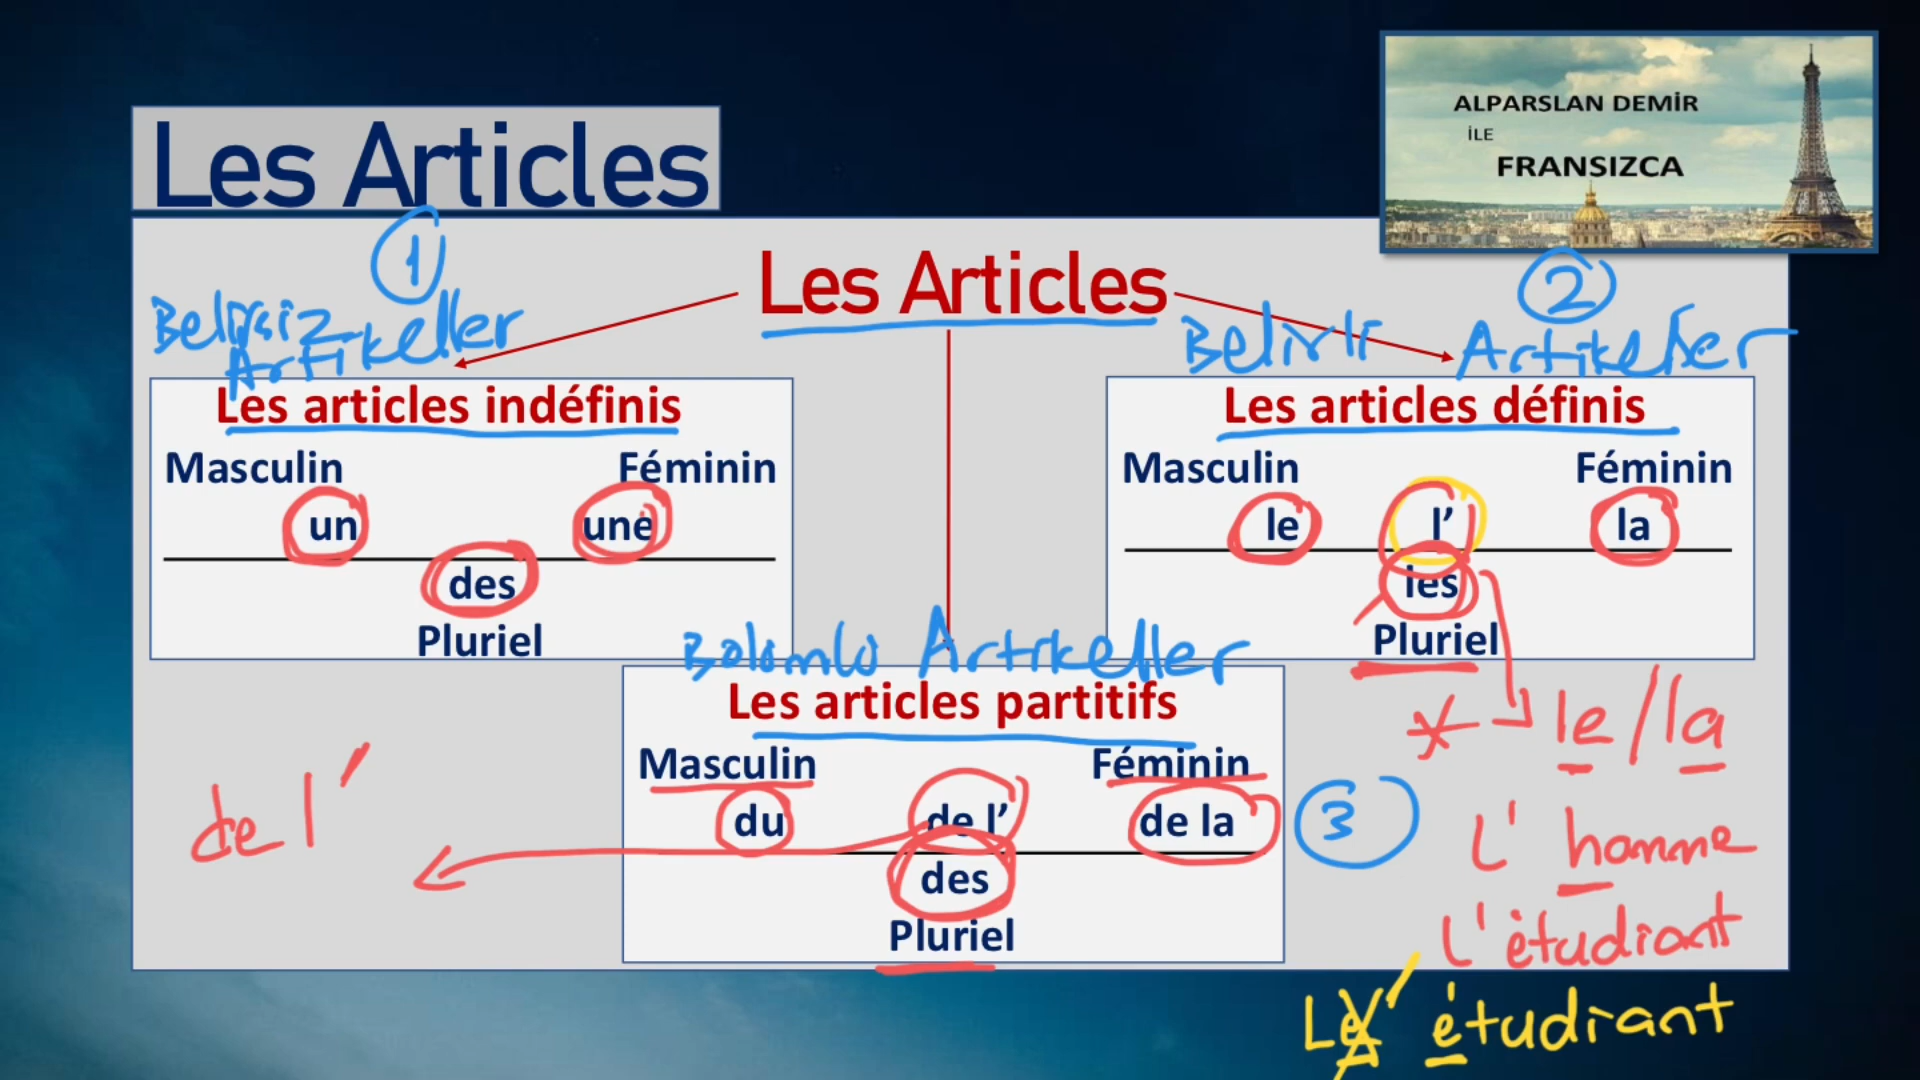 ALPARSLAN DEMİR
İLE
FRANSIZCA
Les Articles
1
2
Les Articles
Belirsiz
Artikeller
Belirli Artikeller
Les articles indéfinis
Masculin Féminin
un une
des
Pluriel
Les articles définis
Masculin Féminin
le l’ la
les
Pluriel
Bölümlü Artikeller
Les articles partitifs
Masculin Féminin
du de l’ de la
des
Pluriel
3
de l'
* le/la
L' homme
L'étudiant
Le' étudiant